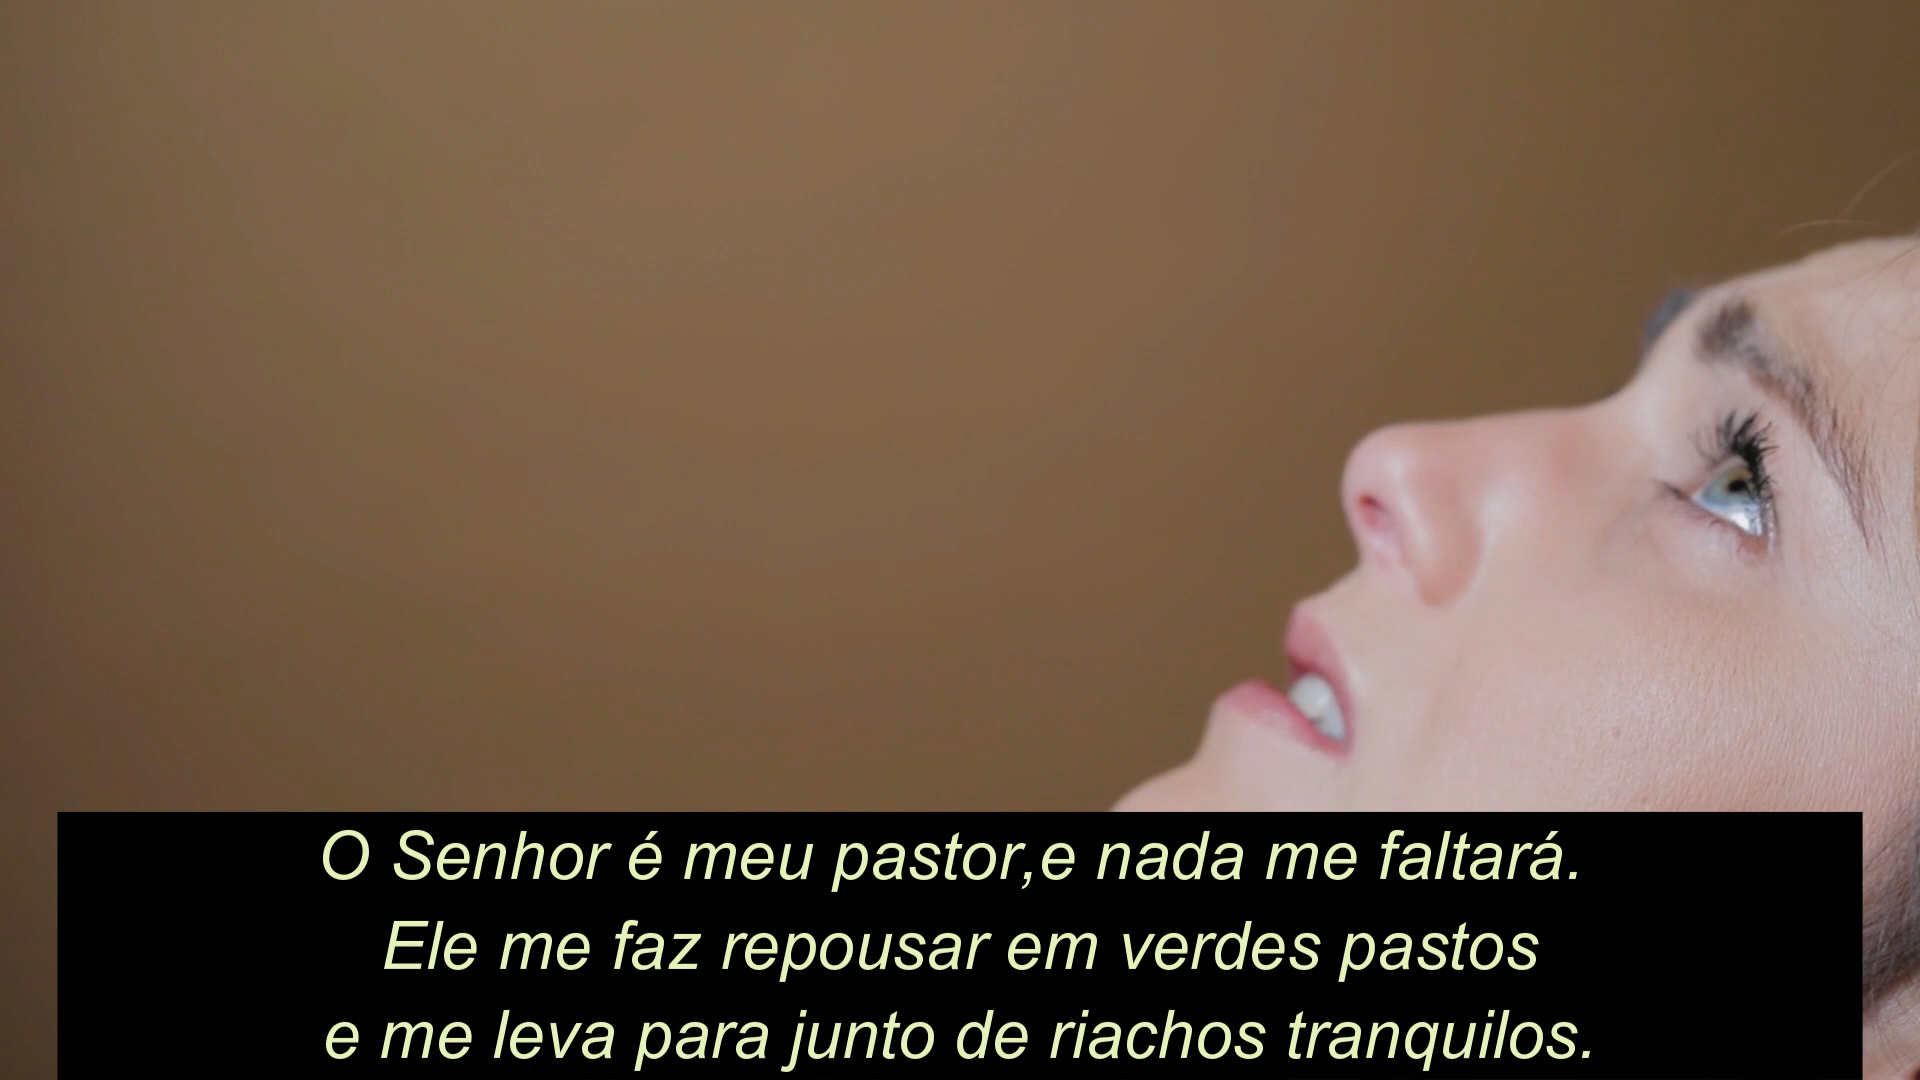 O Senhor é meu pastor,e nada me faltará.
Ele me faz repousar em verdes pastos
e me leva para junto de riachos tranquilos.